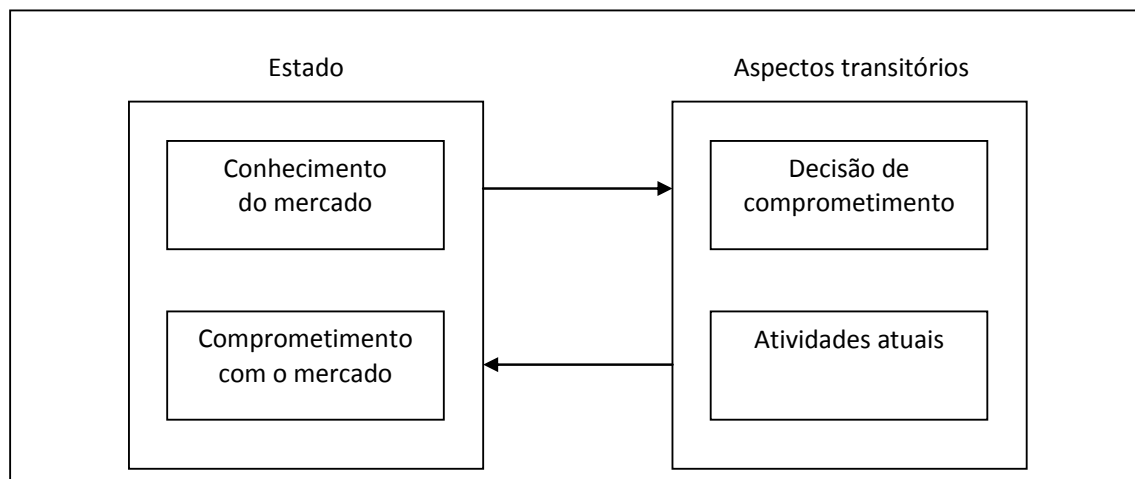 Estado
Aspectos transitórios
Conhecimento
do mercado
Decisão de
comprometimento
Comprometimento
com o mercado
Atividades atuais